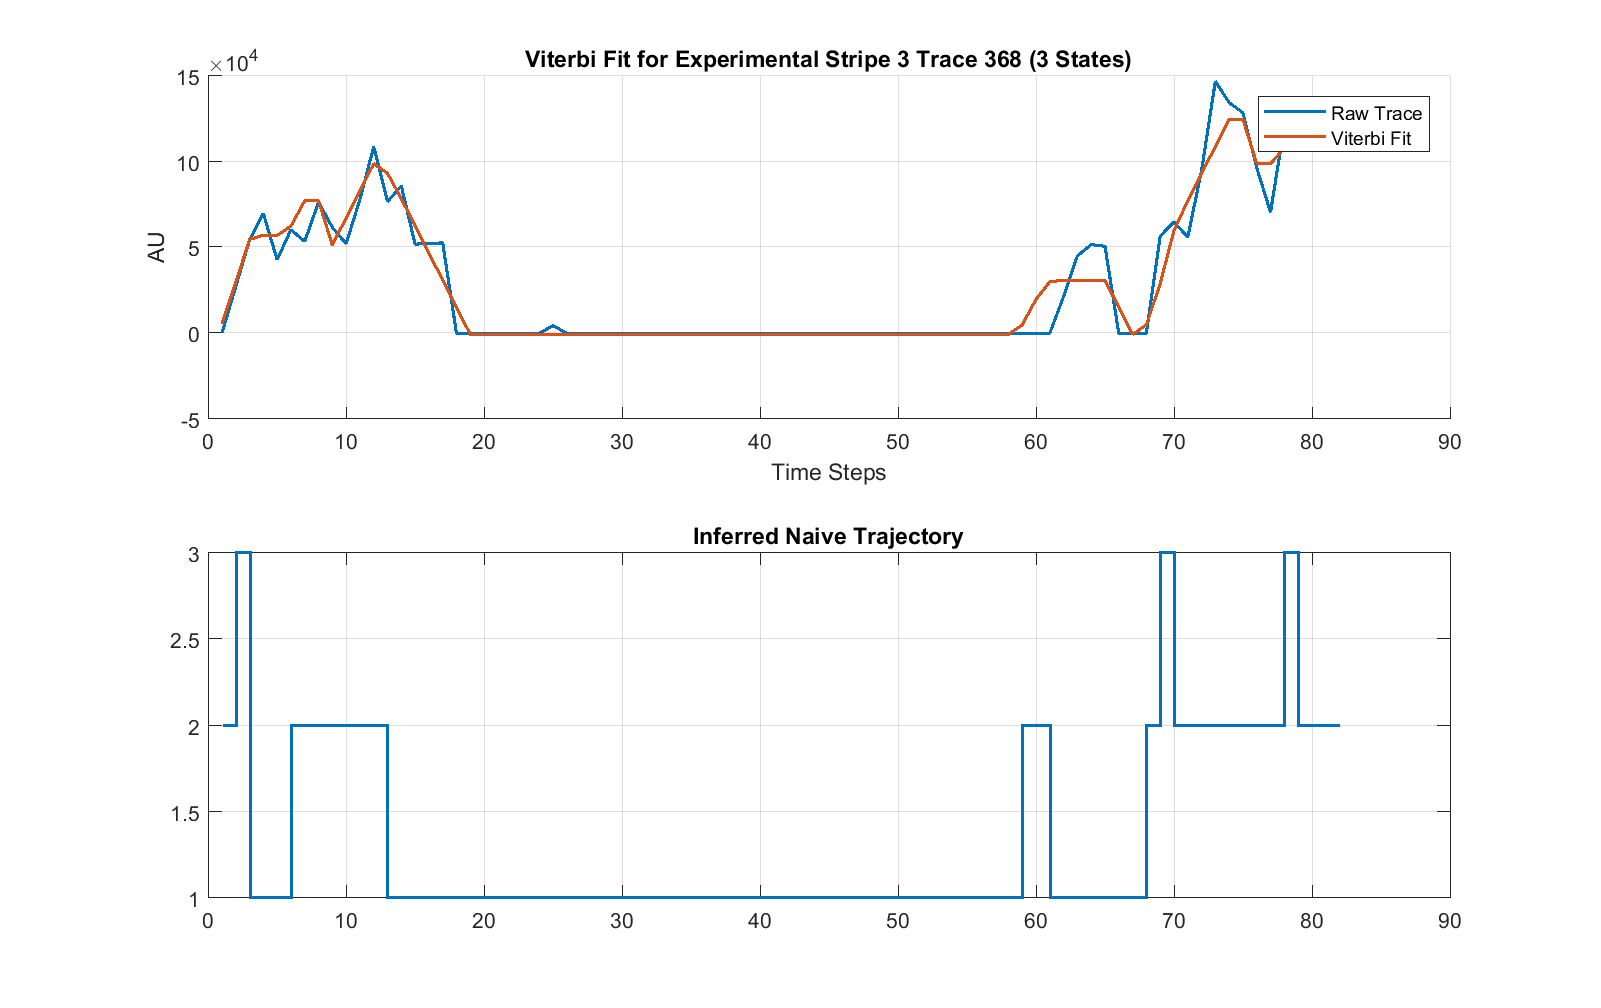 Viterbi Fit for Experimental Stripe 3 Trace 368 (3 States)
×10⁴
15
10
5
0
-5
AU
Raw Trace
Viterbi Fit
0 10 20 30 40 50 60 70 80 90
Time Steps
Inferred Naive Trajectory
3
2.5
2
1.5
1
0 10 20 30 40 50 60 70 80 90